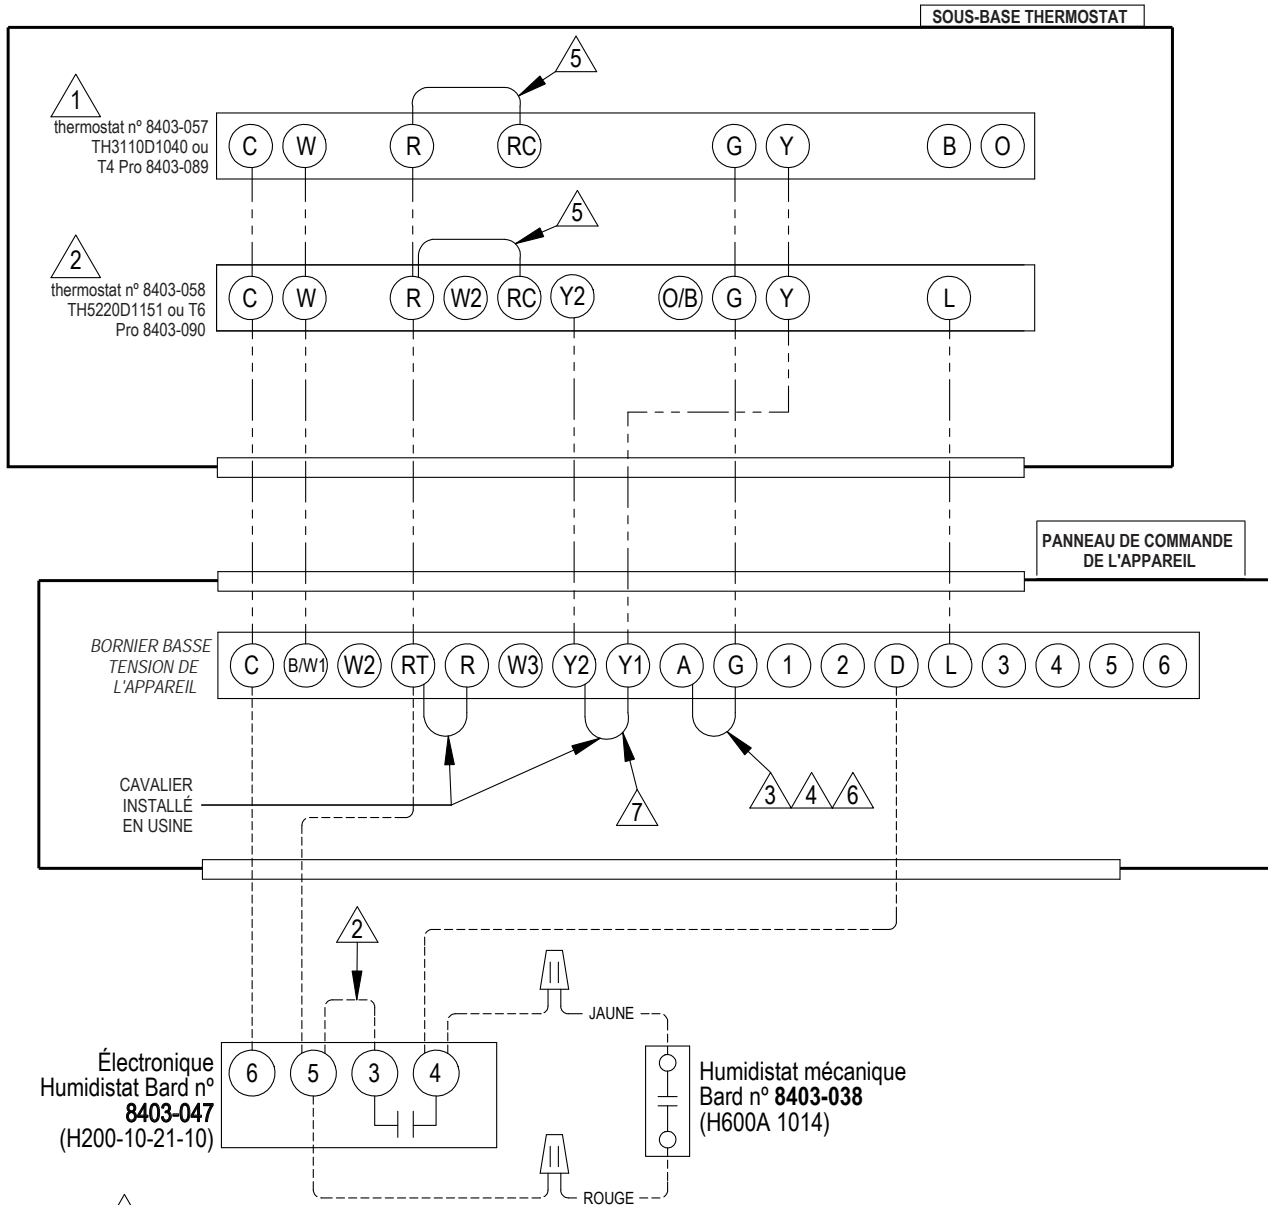 SOUS-BASE THERMOSTAT
5
1
thermostat nº 8403-057
TH3110D1040 ou
T4 Pro 8403-089
C W R RC G Y B O
5
2
thermostat nº 8403-058
TH5220D1151 ou T6
Pro 8403-090
C W R W2 RC Y2 O/B G Y L
PANNEAU DE COMMANDE
DE L'APPAREIL
BORNIER BASSE
TENSION DE
L'APPAREIL
C B/W1 W2 RT R W3 Y2 Y1 A G 1 2 D L 3 4 5 6
CAVALIER
INSTALLÉ
EN USINE
7
3 4 6
2
JAUNE
Électronique
Humidistat Bard nº
8403-047
(H200-10-21-10)
6 5 3 4
Humidistat mécanique
Bard nº 8403-038
(H600A 1014)
ROUGE